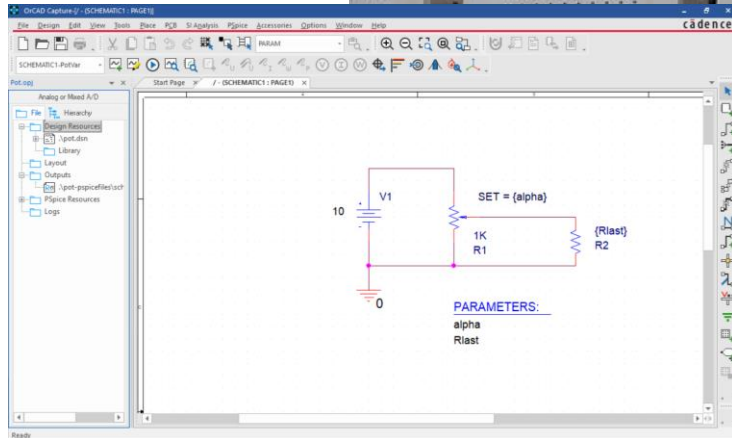 OrCAD Capture-[/ - (SCHEMATIC1 : PAGE1)]
File Design Edit View Tools Place PCB SI Analysis PSpice Accessories Options Window Help
cādence
PARAM
SCHEMATIC1-PotVar
Pot.opj
Start Page
/ - (SCHEMATIC1 : PAGE1)
Analog or Mixed A/D
File
Hierarchy
Design Resources
.\pot.dsn
Library
Layout
Outputs
.\pot-pspicefiles\sch
PSpice Resources
Logs
V1
10
SET = {alpha}
1K
R1
{Rlast}
R2
0
PARAMETERS:
alpha
Rlast
Ready